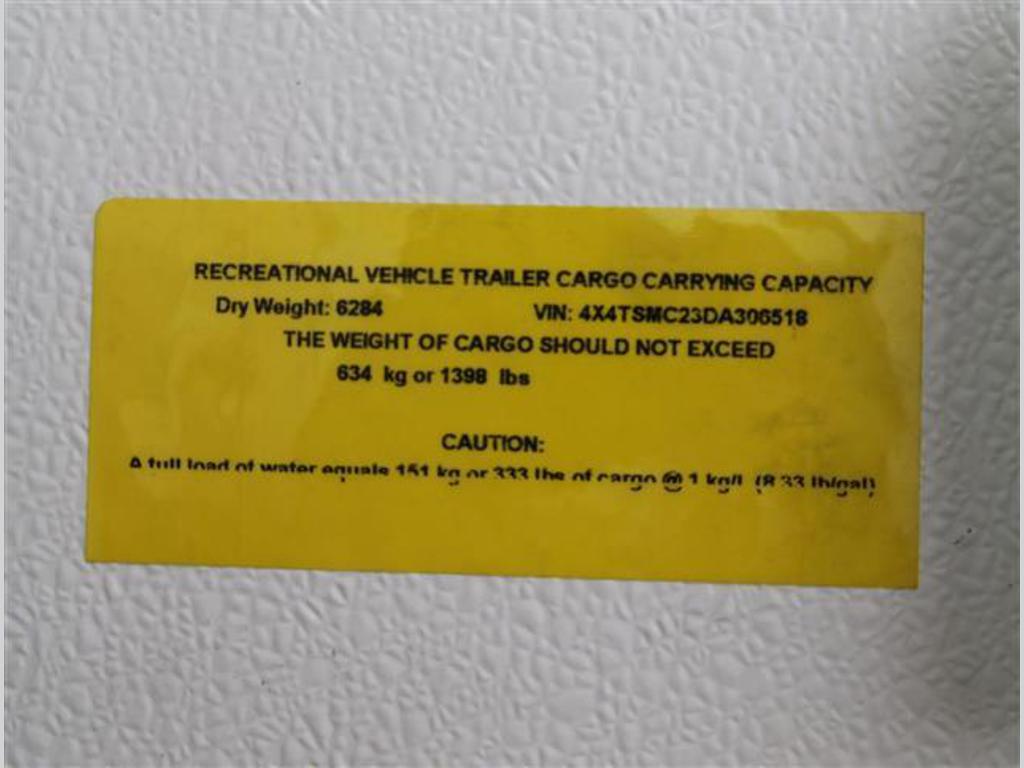 RECREATIONAL VEHICLE TRAILER CARGO CARRYING CAPACITY
Dry Weight: 6284 VIN: 4X4TSMC23DA306518
THE WEIGHT OF CARGO SHOULD NOT EXCEED
634 kg or 1398 lbs
CAUTION:
A full load of water equals 151 kg or 333 lbs of cargo @ 1 kg/L (8.33 lb/gal)